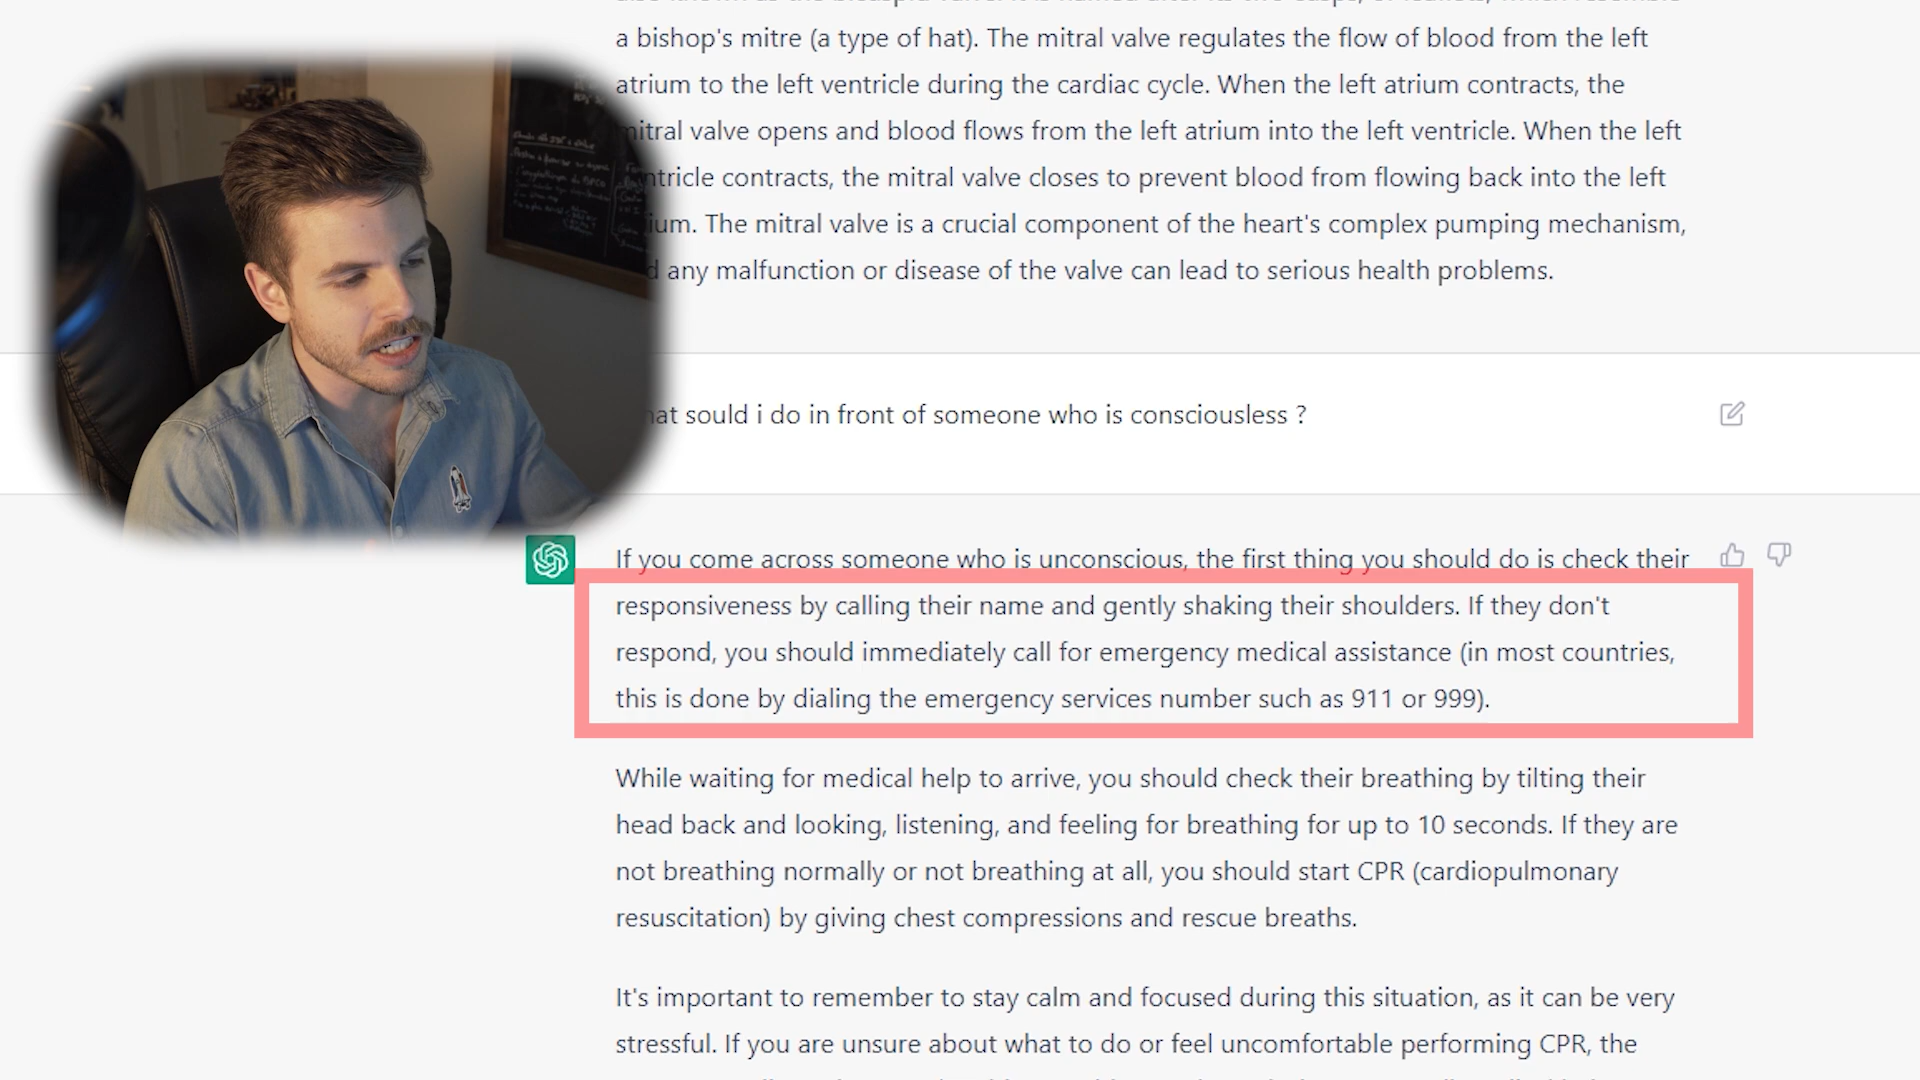 a bishop's mitre (a type of hat). The mitral valve regulates the flow of blood from the left
atrium to the left ventricle during the cardiac cycle. When the left atrium contracts, the
mitral valve opens and blood flows from the left atrium into the left ventricle. When the left
ntricle contracts, the mitral valve closes to prevent blood from flowing back into the left
ium. The mitral valve is a crucial component of the heart's complex pumping mechanism,
d any malfunction or disease of the valve can lead to serious health problems.
hat sould i do in front of someone who is consciousless ?
If you come across someone who is unconscious, the first thing you should do is check their
responsiveness by calling their name and gently shaking their shoulders. If they don't
respond, you should immediately call for emergency medical assistance (in most countries,
this is done by dialing the emergency services number such as 911 or 999).
While waiting for medical help to arrive, you should check their breathing by tilting their
head back and looking, listening, and feeling for breathing for up to 10 seconds. If they are
not breathing normally or not breathing at all, you should start CPR (cardiopulmonary
resuscitation) by giving chest compressions and rescue breaths.
It's important to remember to stay calm and focused during this situation, as it can be very
stressful. If you are unsure about what to do or feel uncomfortable performing CPR, the